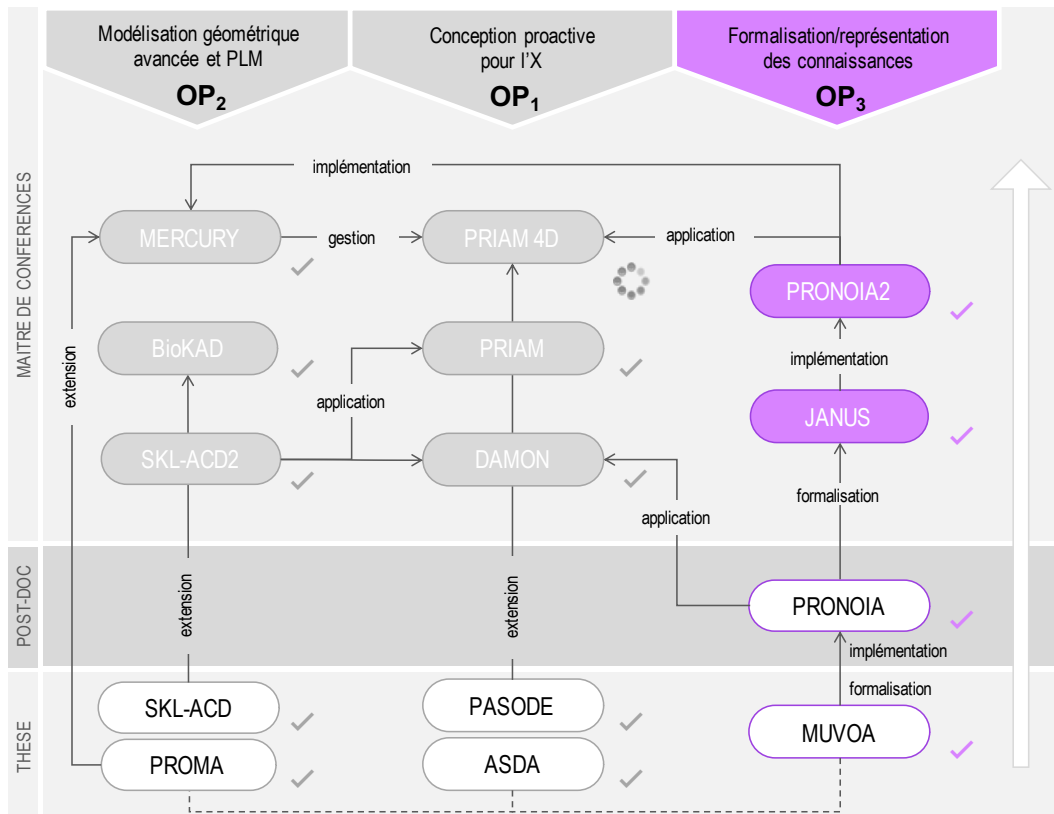 Modélisation géométrique
avancée et PLM
OP2
Conception proactive
pour l'X
OP1
Formalisation/représentation
des connaissances
OP3
MAITRE DE CONFERENCES
implémentation
MERCURY
gestion
PRIAM 4D
application
PRONOIA2
extension
BioKAD
PRIAM
implémentation
application
JANUS
SKL-ACD2
DAMON
formalisation
application
POST-DOC
extension
extension
PRONOIA
implémentation
THESE
formalisation
SKL-ACD
PASODE
MUVOA
PROMA
ASDA